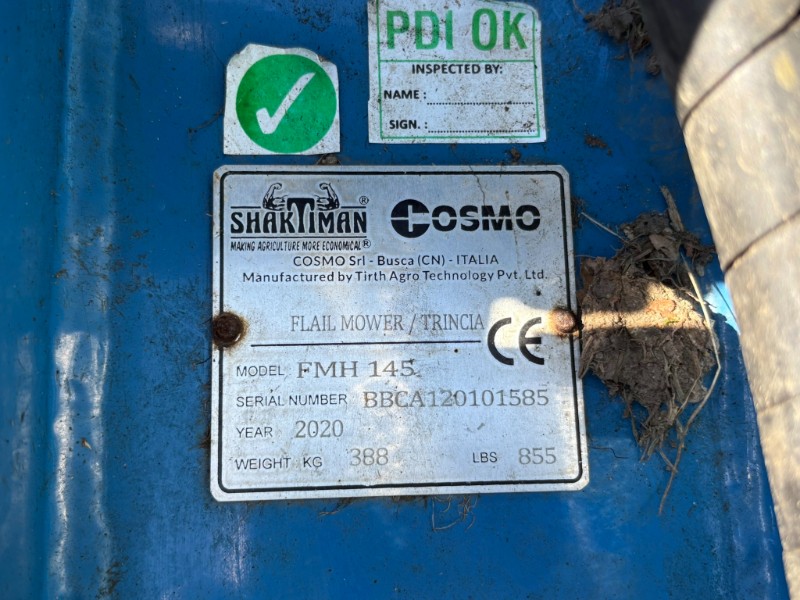 PDI OK
INSPECTED BY:
NAME :
SIGN. :
SHAKTIMAN® COSMO
MAKING AGRICULTURE MORE ECONOMICAL®
COSMO Srl - Busca (CN) - ITALIA
Manufactured by Tirth Agro Technology Pvt. Ltd.
FLAIL MOWER / TRINCIA
CE
MODEL FMH 145
SERIAL NUMBER BBCA120101585
YEAR 2020
WEIGHT KG 388 LBS 855